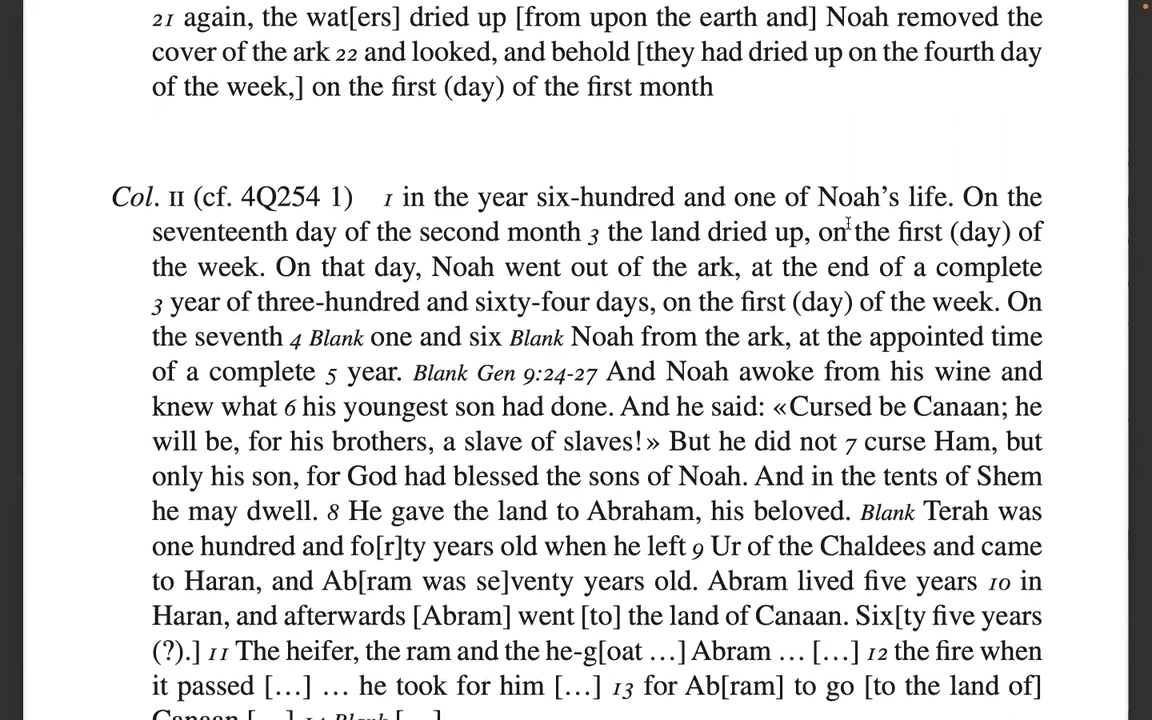 21 again, the wat[ers] dried up [from upon the earth and] Noah removed the
cover of the ark 22 and looked, and behold [they had dried up on the fourth day
of the week,] on the first (day) of the first month
Col. II (cf. 4Q254 1) 1 in the year six-hundred and one of Noah's life. On the
seventeenth day of the second month 3 the land dried up, on the first (day) of
the week. On that day, Noah went out of the ark, at the end of a complete
3 year of three-hundred and sixty-four days, on the first (day) of the week. On
the seventh 4 Blank one and six Blank Noah from the ark, at the appointed time
of a complete 5 year. Blank Gen 9:24-27 And Noah awoke from his wine and
knew what 6 his youngest son had done. And he said: «Cursed be Canaan; he
will be, for his brothers, a slave of slaves!» But he did not 7 curse Ham, but
only his son, for God had blessed the sons of Noah. And in the tents of Shem
he may dwell. 8 He gave the land to Abraham, his beloved. Blank Terah was
one hundred and fo[r]ty years old when he left 9 Ur of the Chaldees and came
to Haran, and Ab[ram was se]venty years old. Abram lived five years 10 in
Haran, and afterwards [Abram] went [to] the land of Canaan. Six[ty five years
(?).] 11 The heifer, the ram and the he-g[oat …] Abram … […] 12 the fire when
it passed […] … he took for him […] 13 for Ab[ram] to go [to the land of]
Canaan […] 14 Blank […]